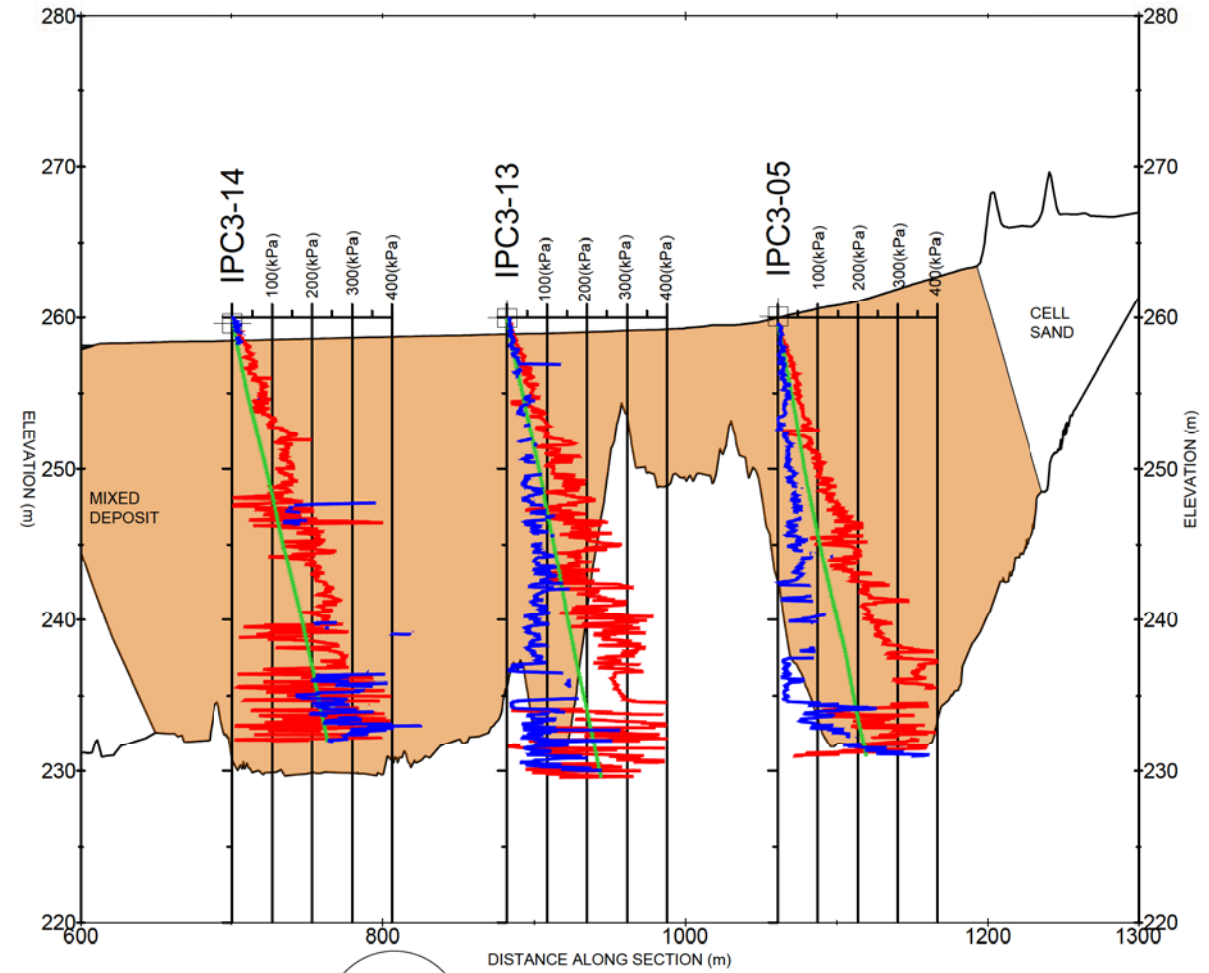 280
280
270
270
260
260
250
250
240
240
230
230
220
220
600
800
1000
1200
1300
ELEVATION (m)
ELEVATION (m)
DISTANCE ALONG SECTION (m)
IPC3-14
100(kPa)
200(kPa)
300(kPa)
400(kPa)
IPC3-13
100(kPa)
200(kPa)
300(kPa)
400(kPa)
IPC3-05
100(kPa)
200(kPa)
300(kPa)
400(kPa)
MIXED
DEPOSIT
CELL
SAND